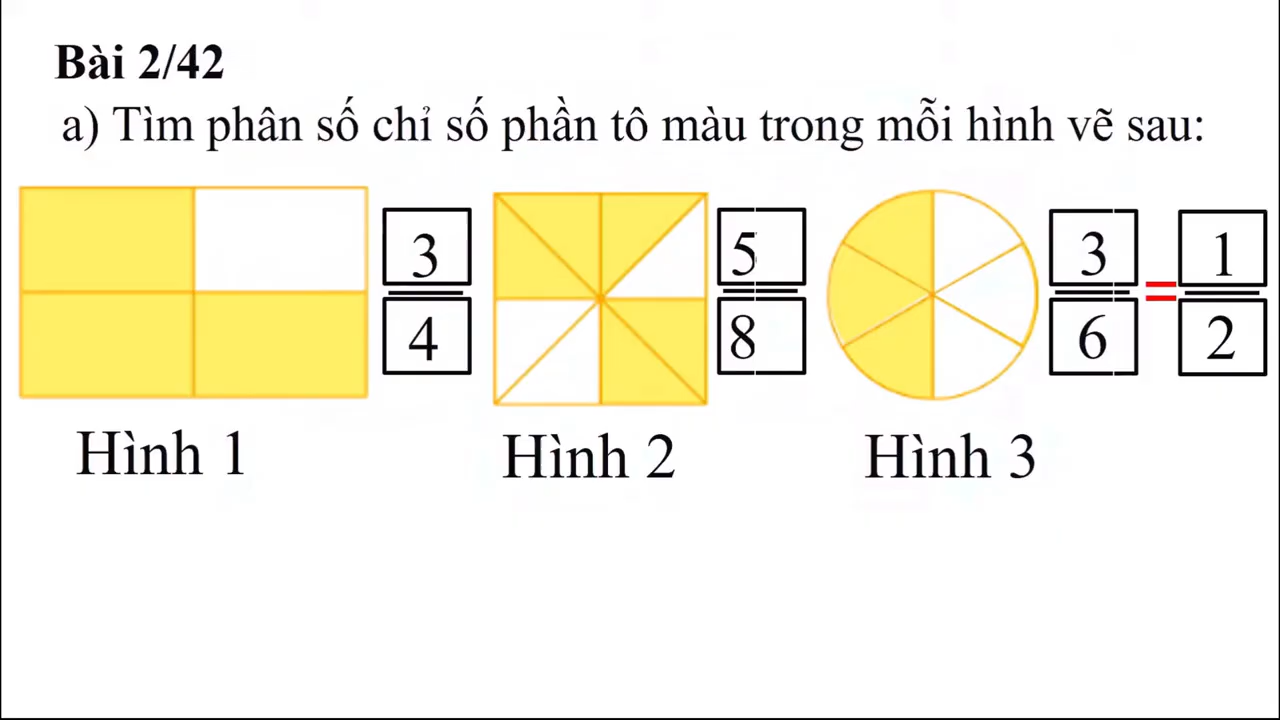 Bài 2/42
a) Tìm phân số chỉ số phần tô màu trong mỗi hình vẽ sau:
3 5 3 = 1
4 8 6 2
Hình 1 Hình 2 Hình 3